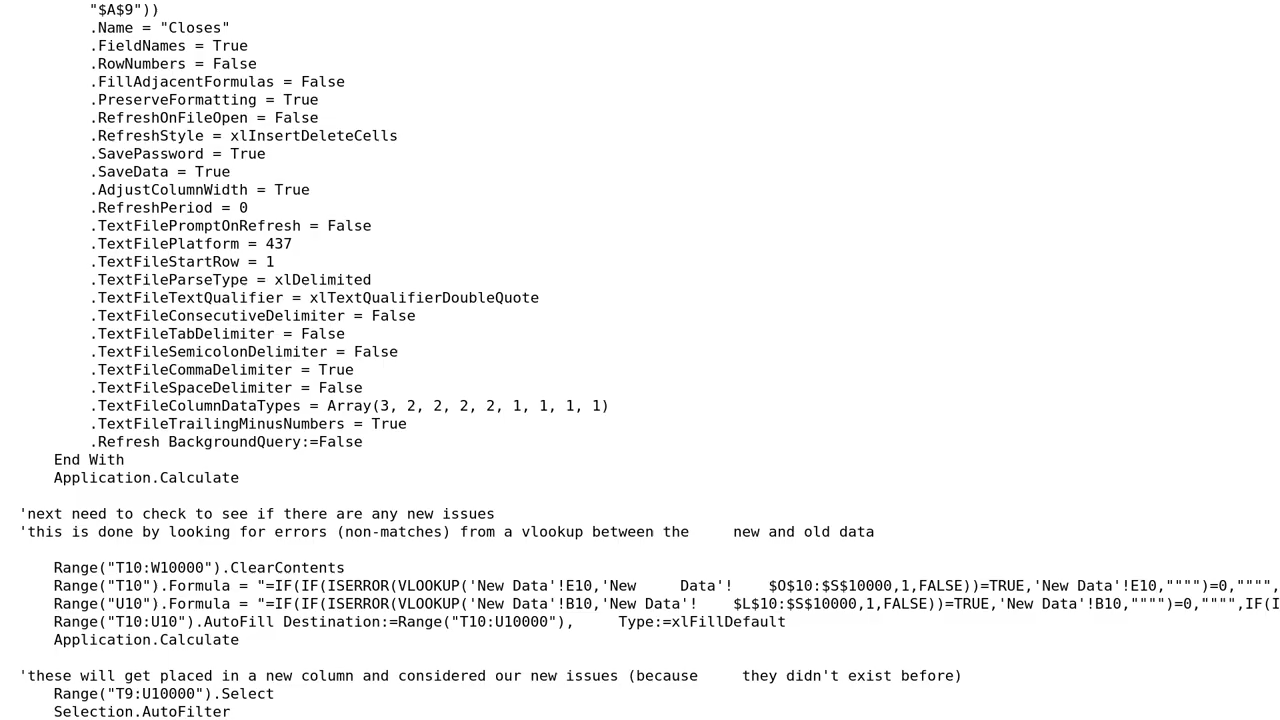 "$A$9"))
.Name = "Closes"
.FieldNames = True
.RowNumbers = False
.FillAdjacentFormulas = False
.PreserveFormatting = True
.RefreshOnFileOpen = False
.RefreshStyle = xlInsertDeleteCells
.SavePassword = True
.SaveData = True
.AdjustColumnWidth = True
.RefreshPeriod = 0
.TextFilePromptOnRefresh = False
.TextFilePlatform = 437
.TextFileStartRow = 1
.TextFileParseType = xlDelimited
.TextFileTextQualifier = xlTextQualifierDoubleQuote
.TextFileConsecutiveDelimiter = False
.TextFileTabDelimiter = False
.TextFileSemicolonDelimiter = False
.TextFileCommaDelimiter = True
.TextFileSpaceDelimiter = False
.TextFileColumnDataTypes = Array(3, 2, 2, 2, 2, 1, 1, 1, 1)
.TextFileTrailingMinusNumbers = True
.Refresh BackgroundQuery:=False
End With
Application.Calculate
'next need to check to see if there are any new issues
'this is done by looking for errors (non-matches) from a vlookup between the     new and old data
Range("T10:W10000").ClearContents
Range("T10").Formula = "=IF(IF(ISERROR(VLOOKUP('New Data'!E10,'New     Data'!    $O$10:$S$10000,1,FALSE))=TRUE,'New Data'!E10,"""")=0,"""",
Range("U10").Formula = "=IF(IF(ISERROR(VLOOKUP('New Data'!B10,'New Data'!    $L$10:$S$10000,1,FALSE))=TRUE,'New Data'!B10,"""")=0,"""",IF(I
Range("T10:U10").AutoFill Destination:=Range("T10:U10000"),     Type:=xlFillDefault
Application.Calculate
'these will get placed in a new column and considered our new issues (because     they didn't exist before)
Range("T9:U10000").Select
Selection.AutoFilter